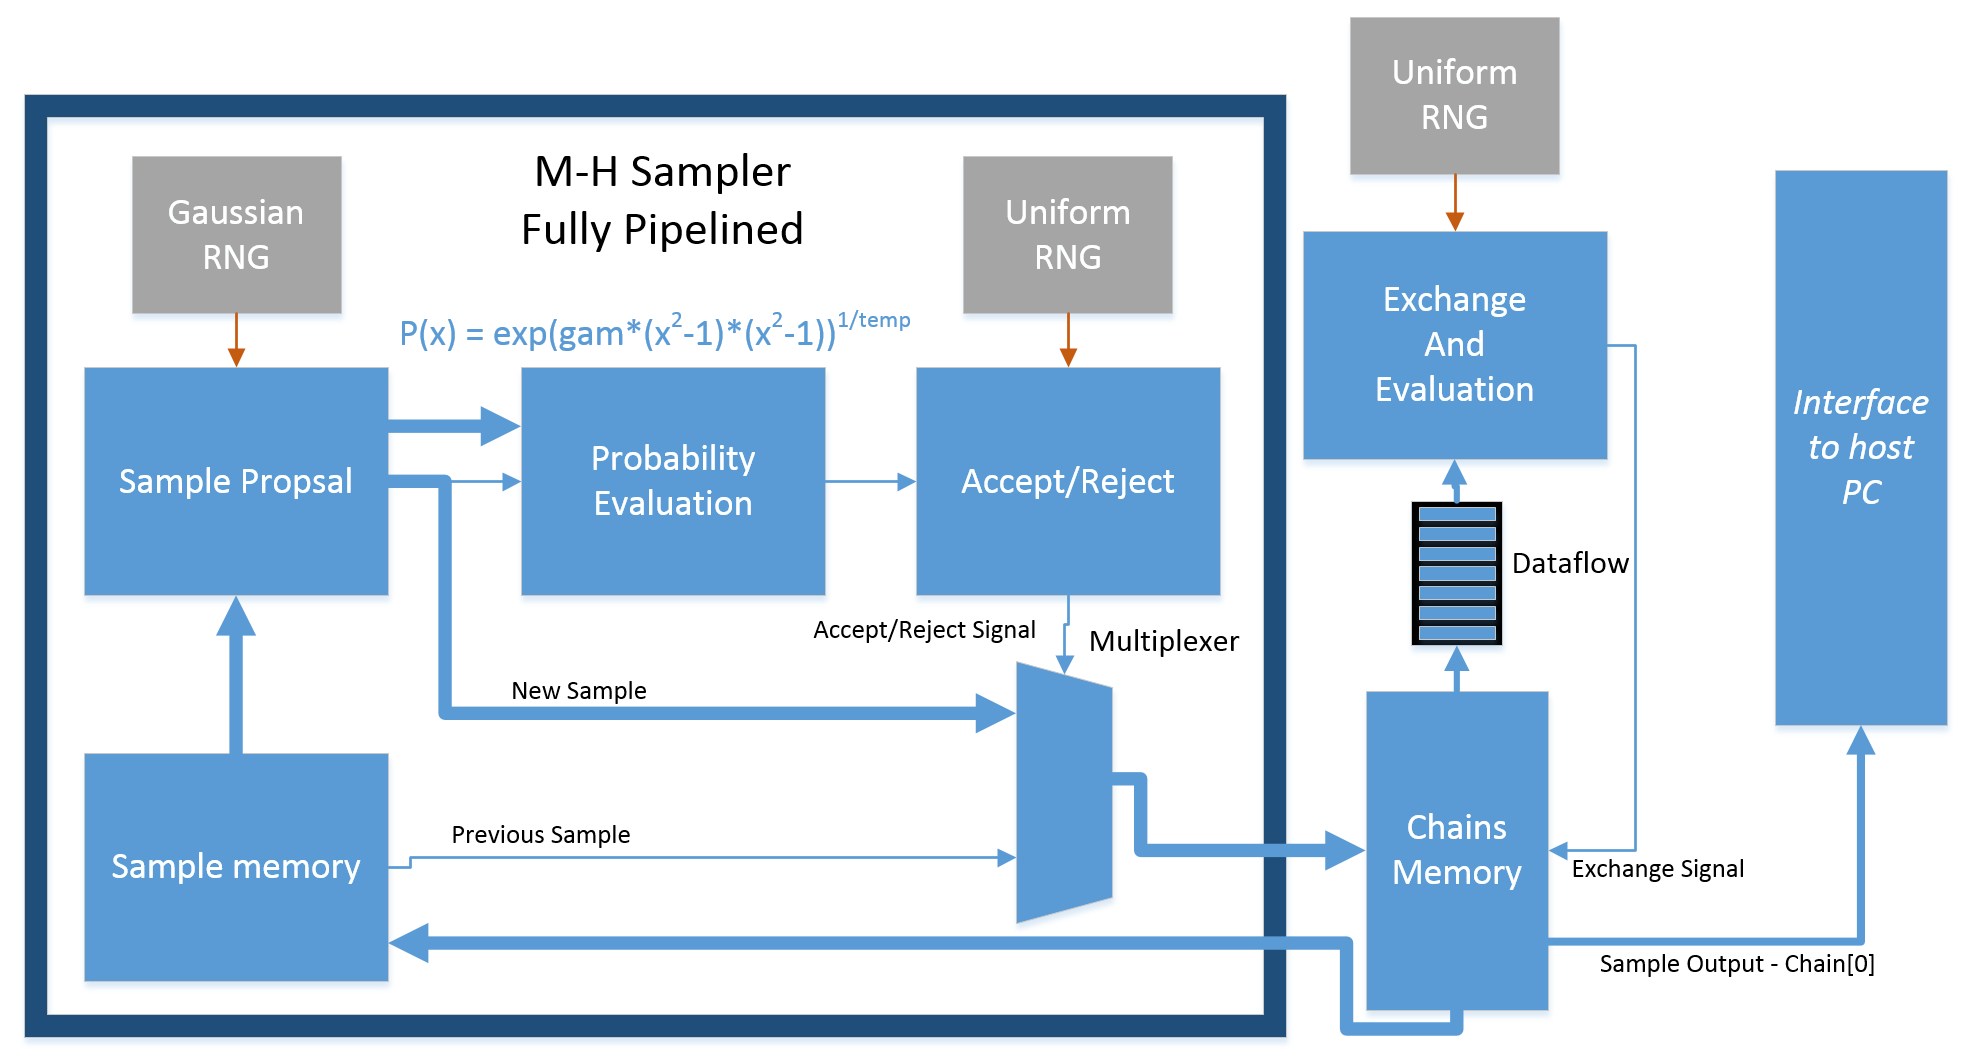 Uniform
RNG
M-H Sampler
Fully Pipelined
Gaussian
RNG
Uniform
RNG
P(x) = exp(gam*(x²-1)*(x²-1))^1/temp
Sample Propsal
Probability
Evaluation
Accept/Reject
Exchange
And
Evaluation
Interface
to host
PC
Dataflow
Accept/Reject Signal
Multiplexer
New Sample
Previous Sample
Sample memory
Chains
Memory
Exchange Signal
Sample Output - Chain[0]